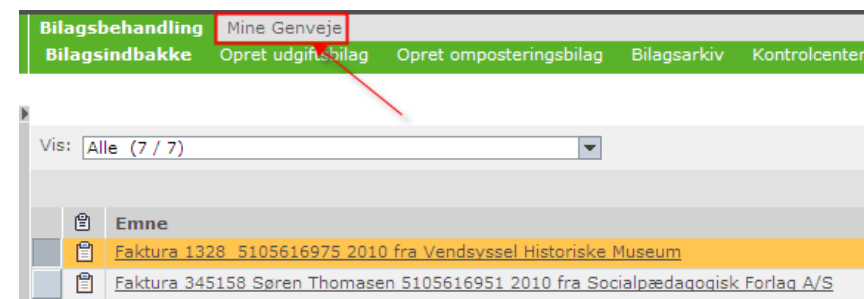 Bilagsbehandling Mine Genveje
Bilagsindbakke Opret udgiftsbilag Opret omposteringsbilag Bilagsarkiv Kontrolcenter
Vis: Alle (7 / 7)
Emne
Faktura 1328 5105616975 2010 fra Vendsyssel Historiske Museum
Faktura 345158 Søren Thomasen 5105616951 2010 fra Socialpædagogisk Forlag A/S